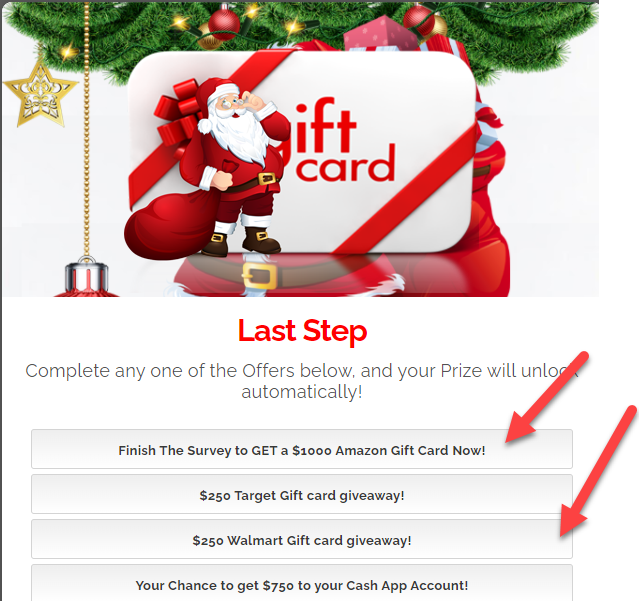 gift
card
Last Step
Complete any one of the Offers below, and your Prize will unlock
automatically!
Finish The Survey to GET a $1000 Amazon Gift Card Now!
$250 Target Gift card giveaway!
$250 Walmart Gift card giveaway!
Your Chance to get $750 to your Cash App Account!